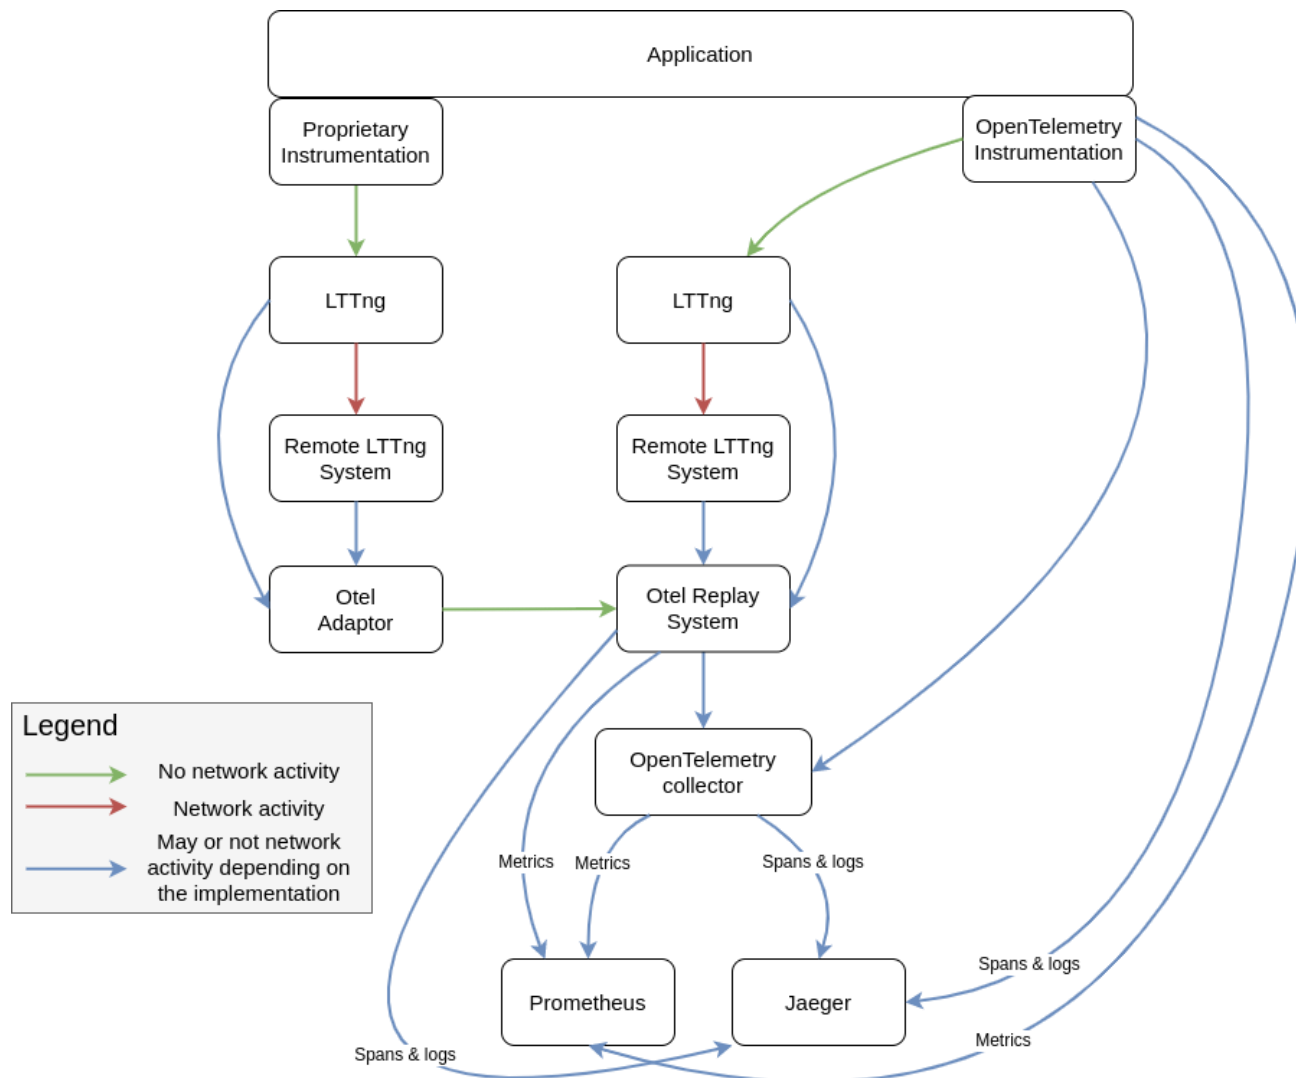 Application
Proprietary
Instrumentation
OpenTelemetry
Instrumentation
LTTng
LTTng
Remote LTTng
System
Remote LTTng
System
Otel
Adaptor
Otel Replay
System
Legend
No network activity
Network activity
May or not network
activity depending on
the implementation
OpenTelemetry
collector
Metrics
Metrics
Spans & logs
Spans & logs
Prometheus
Jaeger
Metrics
Spans & logs